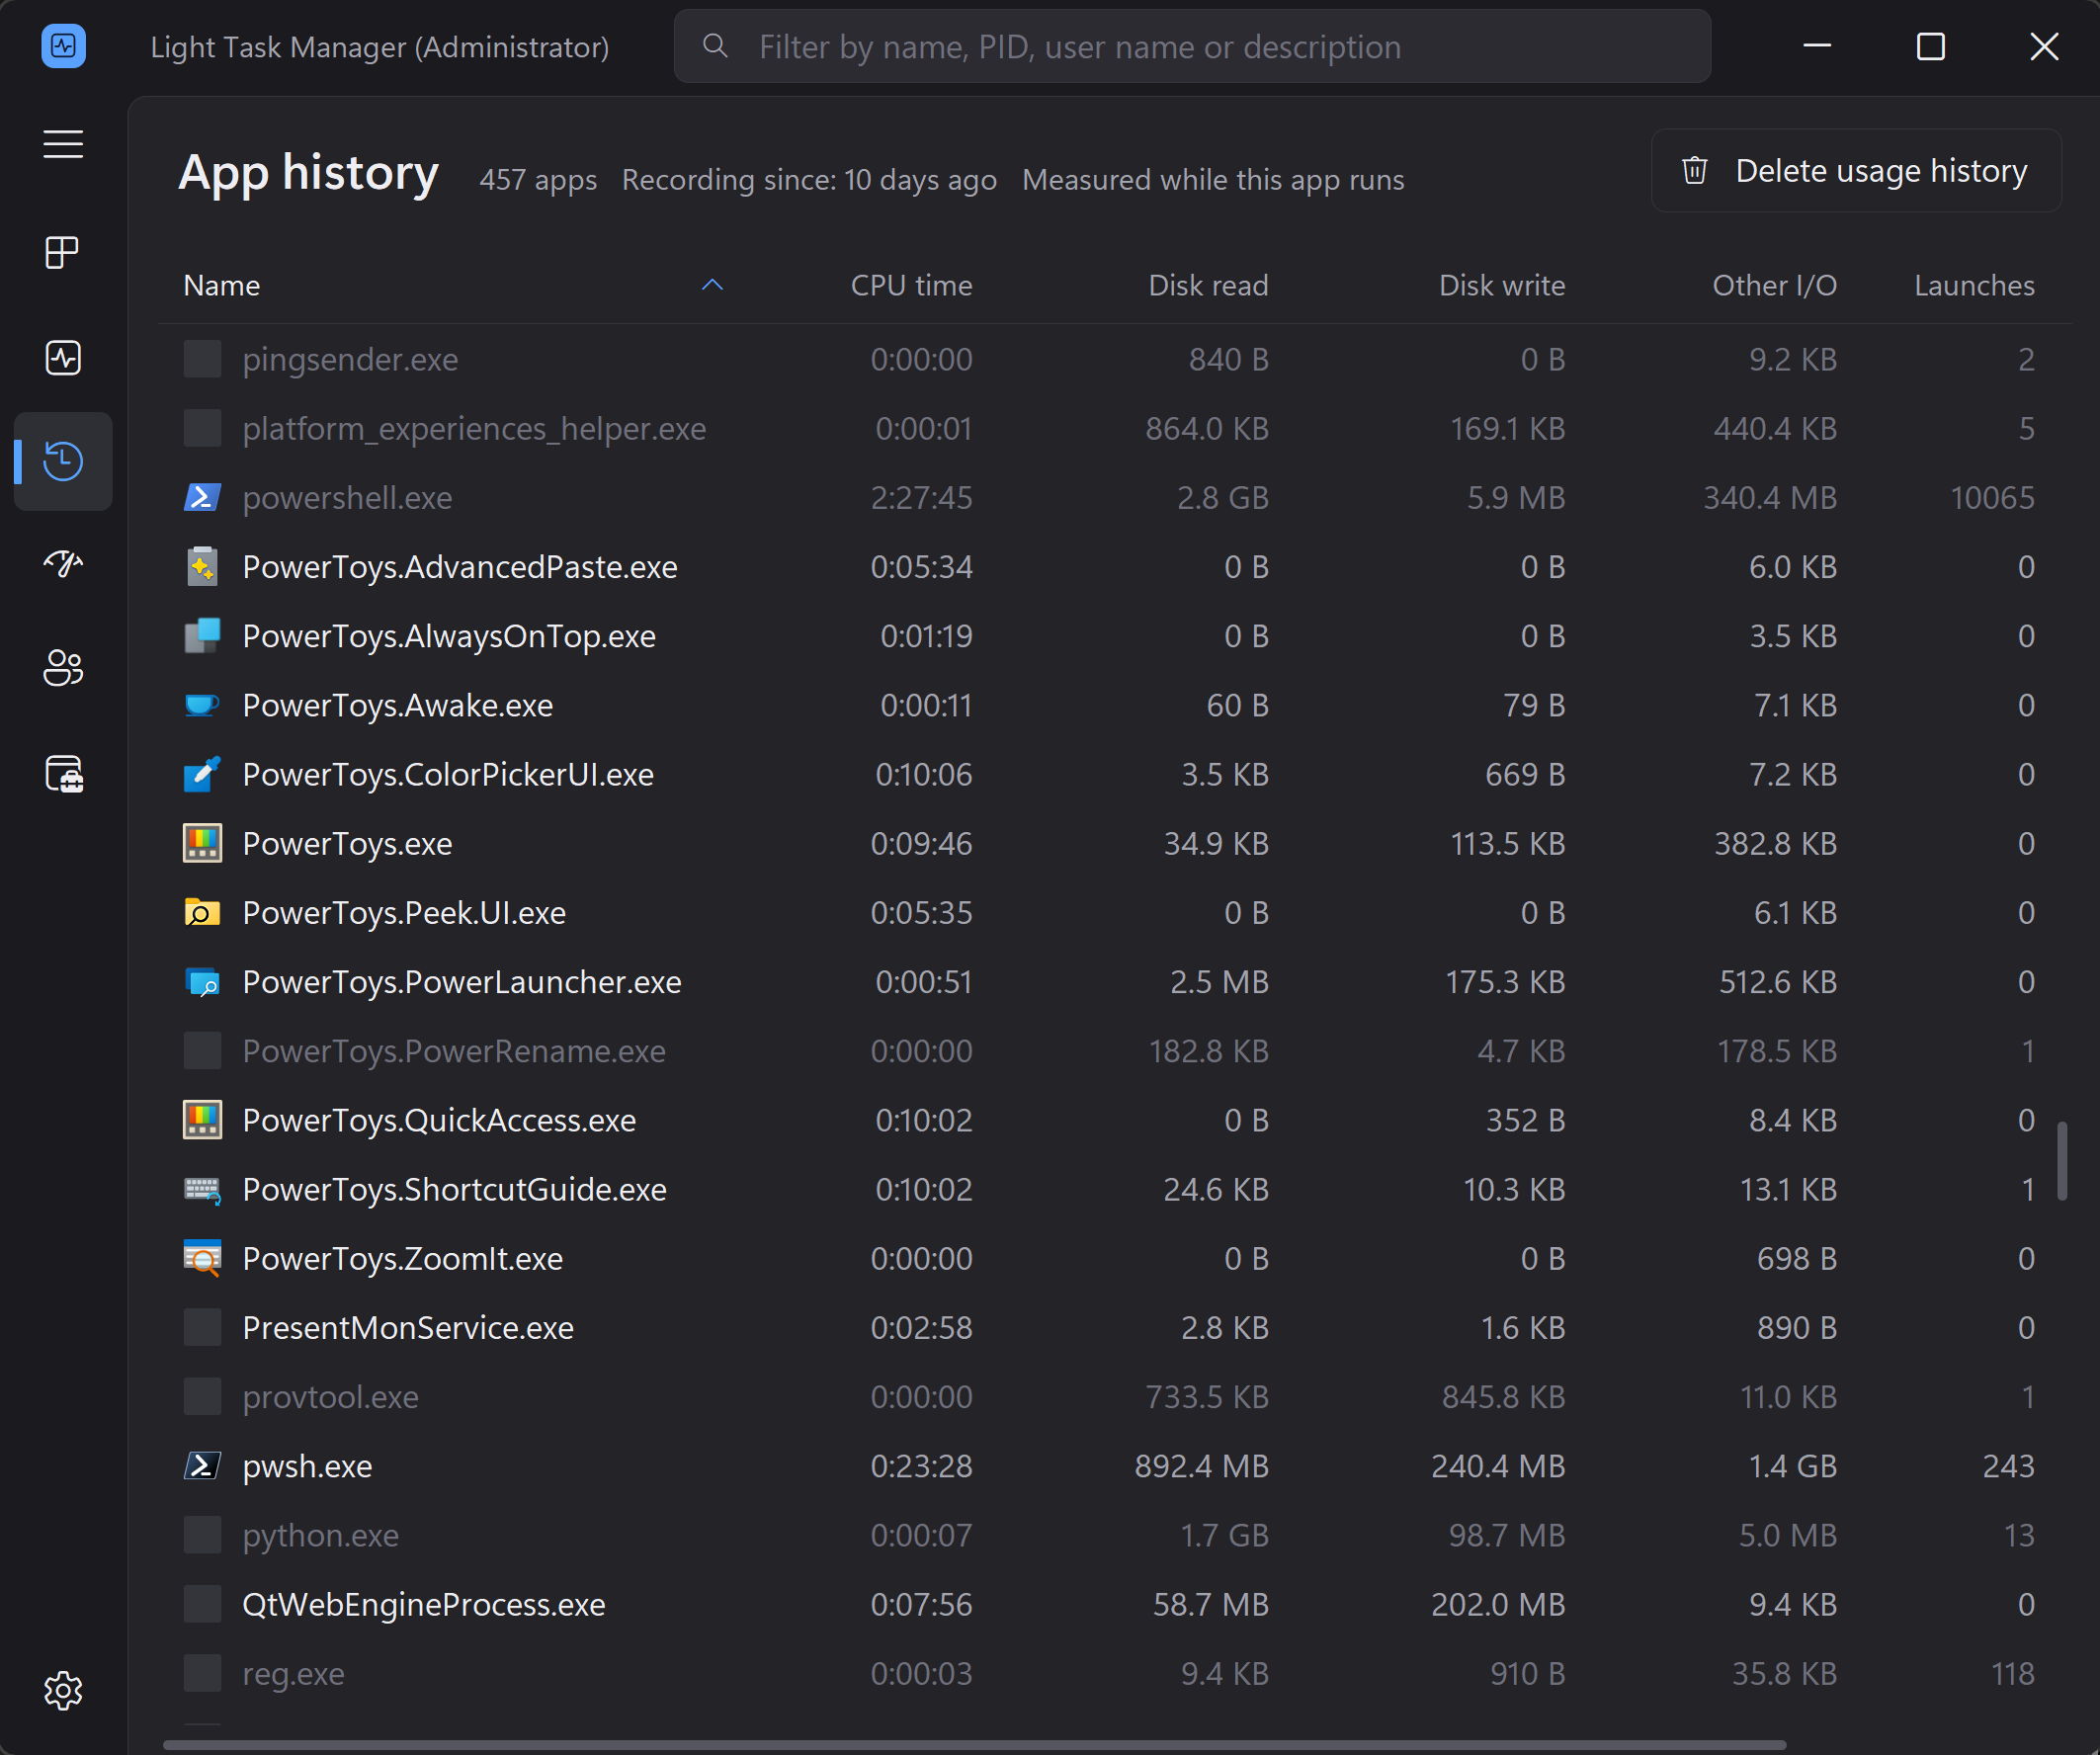 Light Task Manager (Administrator)
Filter by name, PID, user name or description
App history 457 apps Recording since: 10 days ago Measured while this app runs
Delete usage history
Name CPU time Disk read Disk write Other I/O Launches
pingsender.exe 0:00:00 840 B 0 B 9.2 KB 2
platform_experiences_helper.exe 0:00:01 864.0 KB 169.1 KB 440.4 KB 5
powershell.exe 2:27:45 2.8 GB 5.9 MB 340.4 MB 10065
PowerToys.AdvancedPaste.exe 0:05:34 0 B 0 B 6.0 KB 0
PowerToys.AlwaysOnTop.exe 0:01:19 0 B 0 B 3.5 KB 0
PowerToys.Awake.exe 0:00:11 60 B 79 B 7.1 KB 0
PowerToys.ColorPickerUI.exe 0:10:06 3.5 KB 669 B 7.2 KB 0
PowerToys.exe 0:09:46 34.9 KB 113.5 KB 382.8 KB 0
PowerToys.Peek.UI.exe 0:05:35 0 B 0 B 6.1 KB 0
PowerToys.PowerLauncher.exe 0:00:51 2.5 MB 175.3 KB 512.6 KB 0
PowerToys.PowerRename.exe 0:00:00 182.8 KB 4.7 KB 178.5 KB 1
PowerToys.QuickAccess.exe 0:10:02 0 B 352 B 8.4 KB 0
PowerToys.ShortcutGuide.exe 0:10:02 24.6 KB 10.3 KB 13.1 KB 1
PowerToys.ZoomIt.exe 0:00:00 0 B 0 B 698 B 0
PresentMonService.exe 0:02:58 2.8 KB 1.6 KB 890 B 0
provtool.exe 0:00:00 733.5 KB 845.8 KB 11.0 KB 1
pwsh.exe 0:23:28 892.4 MB 240.4 MB 1.4 GB 243
python.exe 0:00:07 1.7 GB 98.7 MB 5.0 MB 13
QtWebEngineProcess.exe 0:07:56 58.7 MB 202.0 MB 9.4 KB 0
reg.exe 0:00:03 9.4 KB 910 B 35.8 KB 118